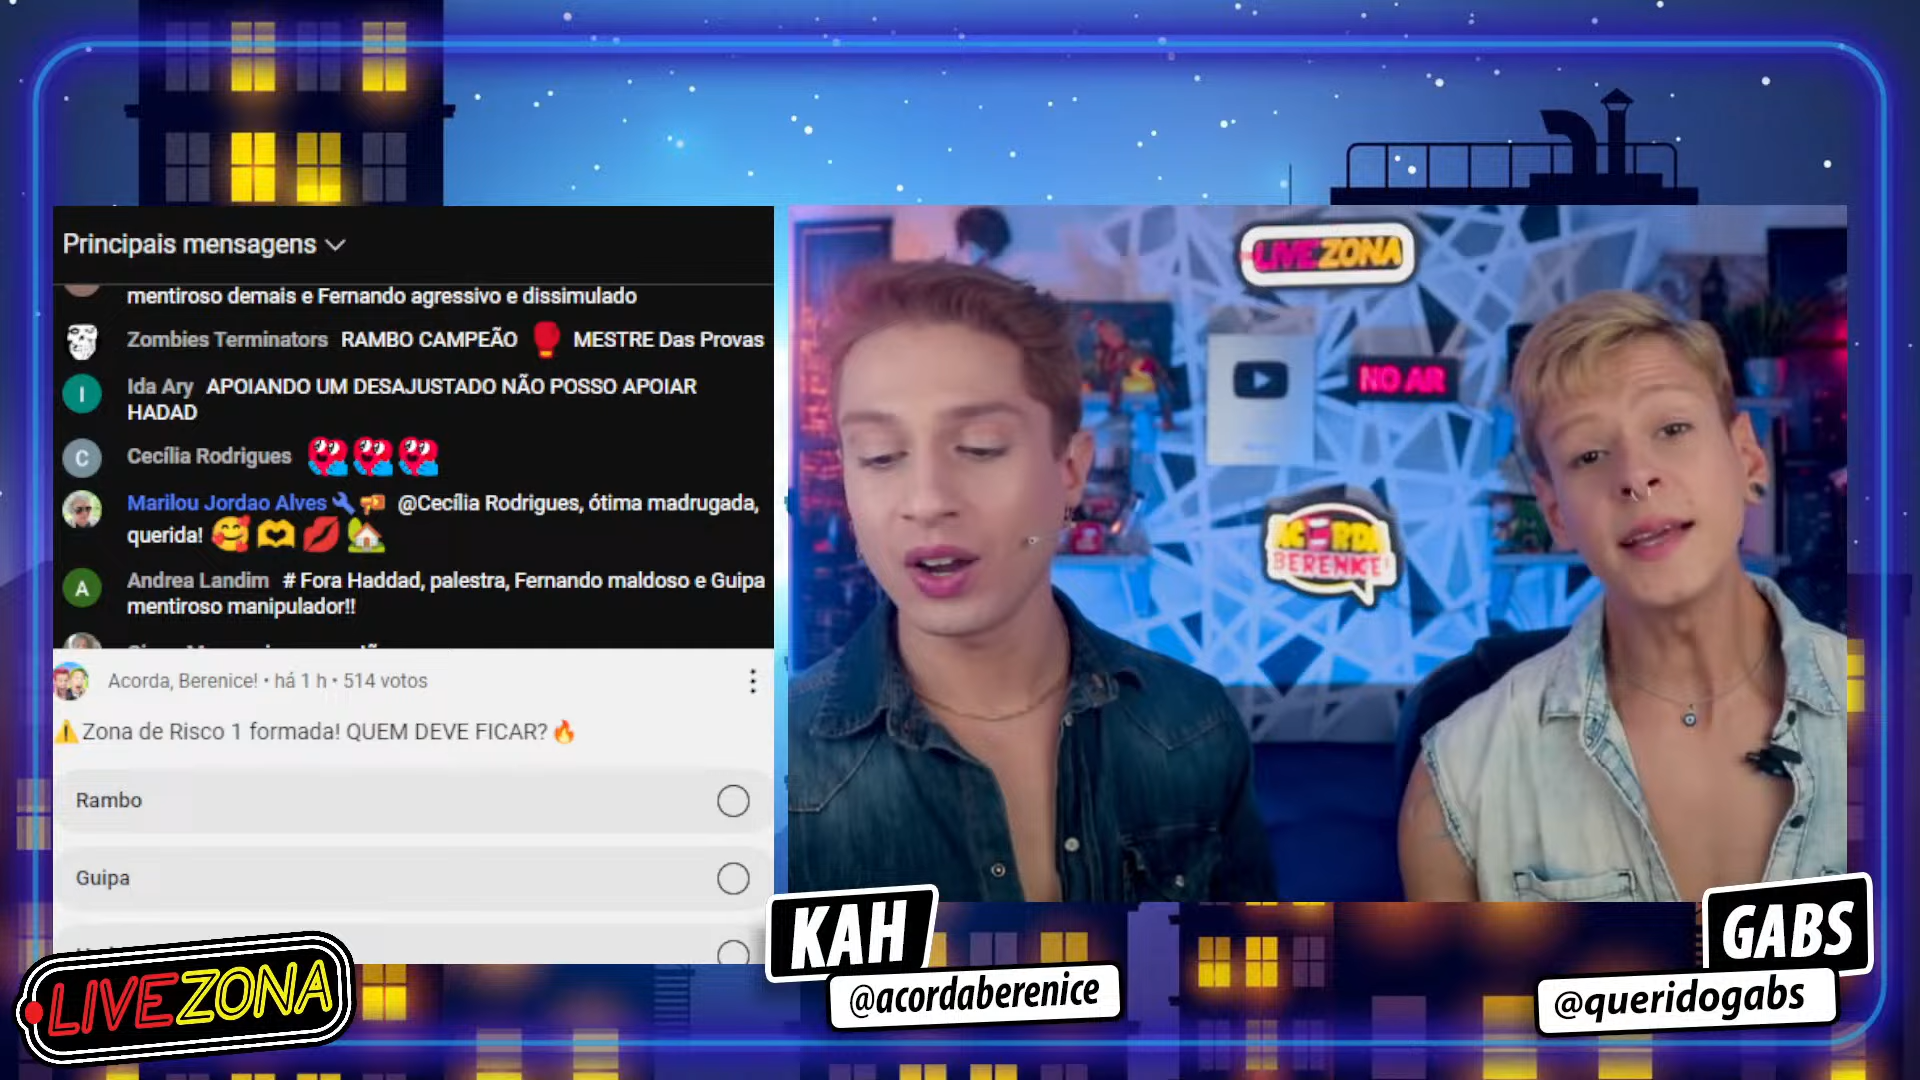 Principais mensagens
mentiroso demais e Fernando agressivo e dissimulado
Zombies Terminators RAMBO CAMPEÃO 🥊 MESTRE Das Provas
Ida Ary APOIANDO UM DESAJUSTADO NÃO POSSO APOIAR
HADAD
Cecília Rodrigues
Marilou Jordao Alves @Cecília Rodrigues, ótima madrugada,
querida! 🥰🫶💋🏡
Andrea Landim # Fora Haddad, palestra, Fernando maldoso e Guipa
mentiroso manipulador!!
Acorda, Berenice! • há 1 h • 514 votos
⚠️Zona de Risco 1 formada! QUEM DEVE FICAR?🔥
Rambo
Guipa
LIVEZONA
LIVEZONA
NO AR
ACORDA
BERENICE!
KAH
@acordaberenice
GABS
@queridogabs
I
C
A